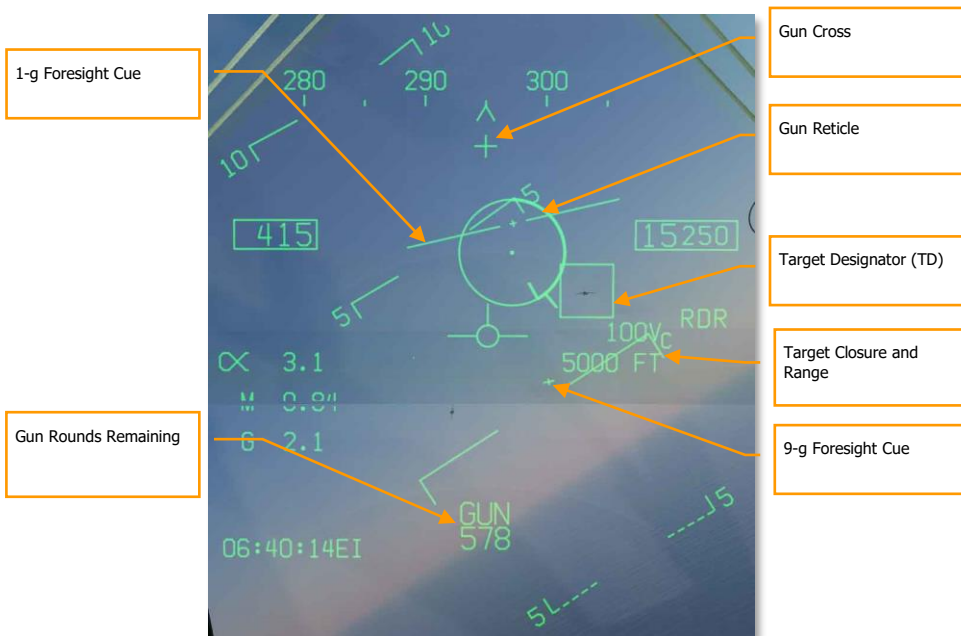 Gun Cross
1-g Foresight Cue
10
280 290 300
Gun Reticle
10
5
415
15250
Target Designator (TD)
5
RDR
100Vc
5000 FT
Target Closure and
Range
α 3.1
M 0.84
G 2.1
Gun Rounds Remaining
9-g Foresight Cue
GUN
578
5
06:40:14EI
5